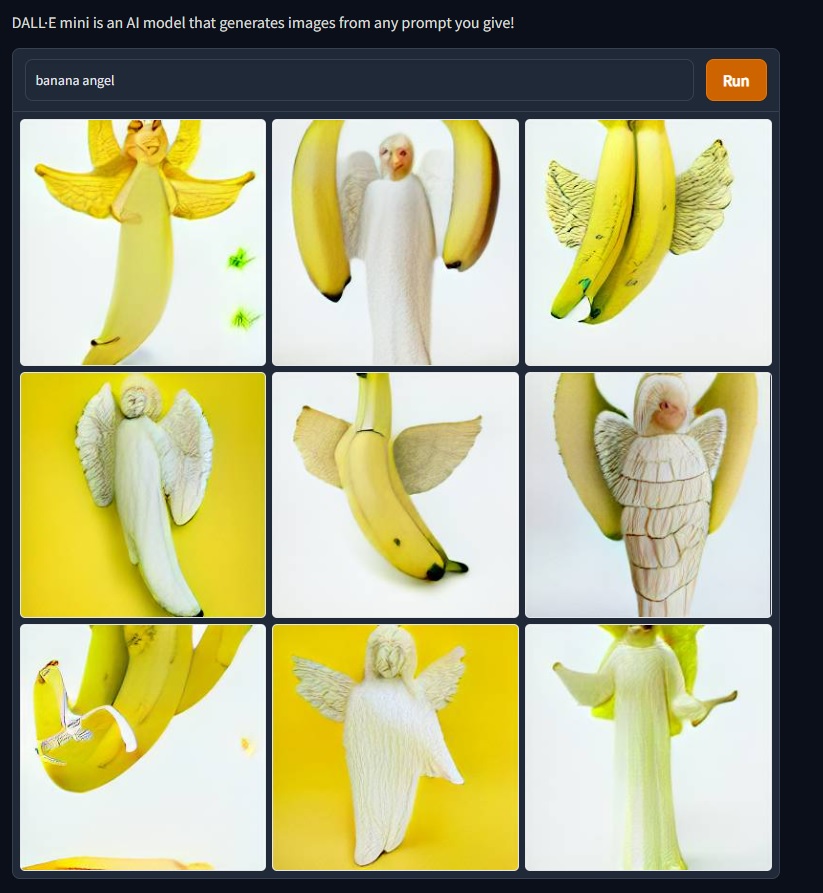 DALL·E mini is an AI model that generates images from any prompt you give!
banana angel
Run